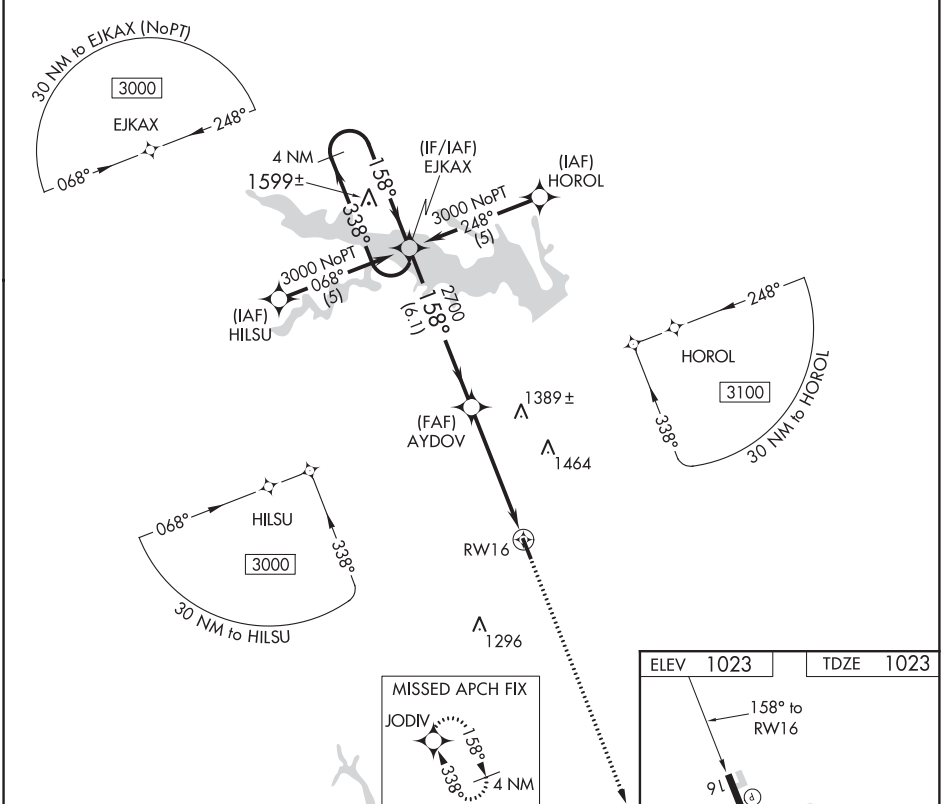 30 NM to EJKAX (NoPT)
3000
EJKAX
068°
248°
4 NM
1599±
158°
338°
(IF/IAF)
EJKAX
(IAF)
HOROL
3000 NoPT
248°
(5)
3000 NoPT
068°
(5)
(IAF)
HILSU
2700
158°
(6.1)
248°
HOROL
3100
338°
30 NM to HOROL
(FAF)
AYDOV
1389±
1464
068°
HILSU
3000
338°
30 NM to HILSU
RW16
1296
MISSED APCH FIX
JODIV
158°
338°
4 NM
ELEV 1023
TDZE 1023
158° to
RW16
16
P